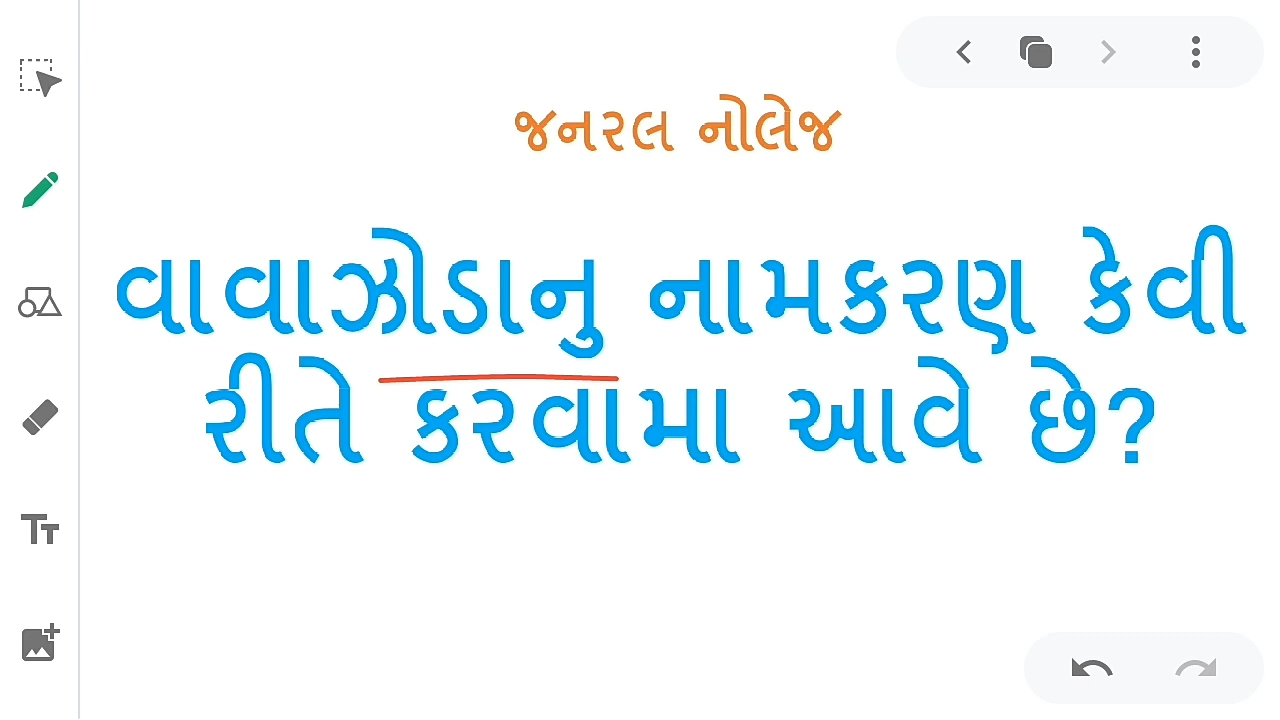 જનરલ નોલેજ
વાવાઝોડાનુ નામકરણ કેવી
રીતે કરવામા આવે છે?